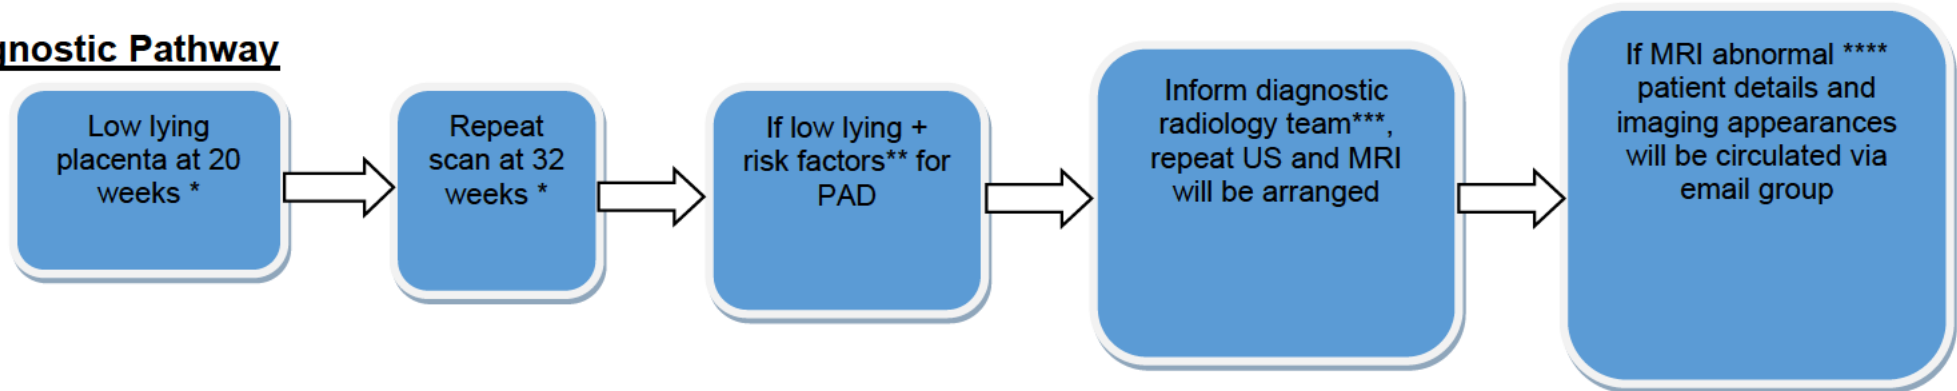 gnostic Pathway
Low lying
placenta at 20
weeks *
Repeat
scan at 32
weeks *
If low lying +
risk factors** for
PAD
Inform diagnostic
radiology team***,
repeat US and MRI
will be arranged
If MRI abnormal ****
patient details and
imaging appearances
will be circulated via
email group